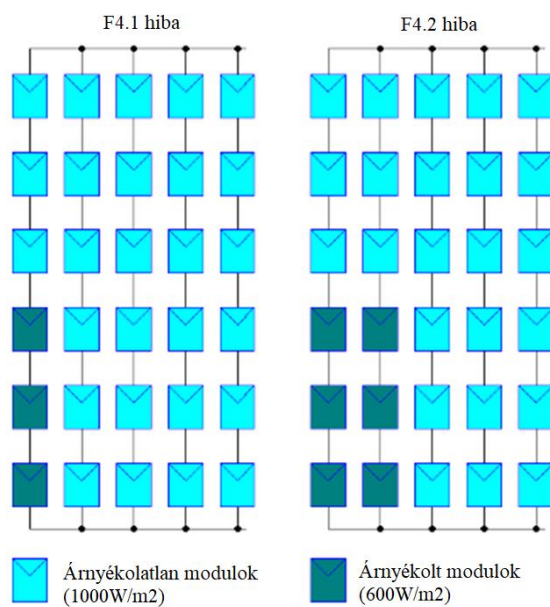 F4.1 hiba
F4.2 hiba
Árnyékolatlan modulok
(1000W/m2)
Árnyékolt modulok
(600W/m2)